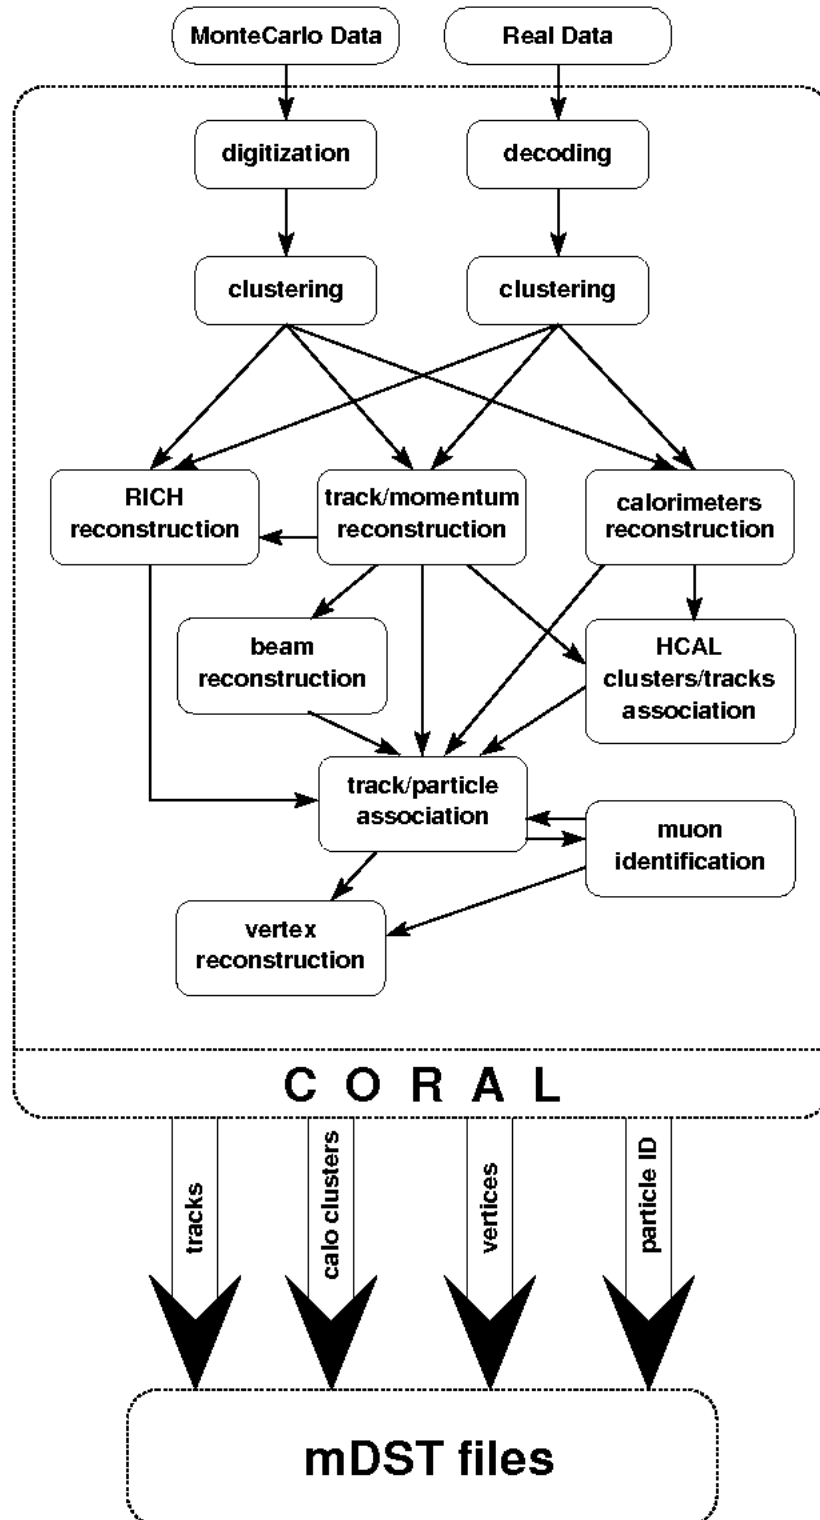 MonteCarlo Data
Real Data
digitization
decoding
clustering
clustering
RICH
reconstruction
track/momentum
reconstruction
calorimeters
reconstruction
beam
reconstruction
HCAL
clusters/tracks
association
track/particle
association
muon
identification
vertex
reconstruction
C O R A L
tracks
calo clusters
vertices
particle ID
mDST files